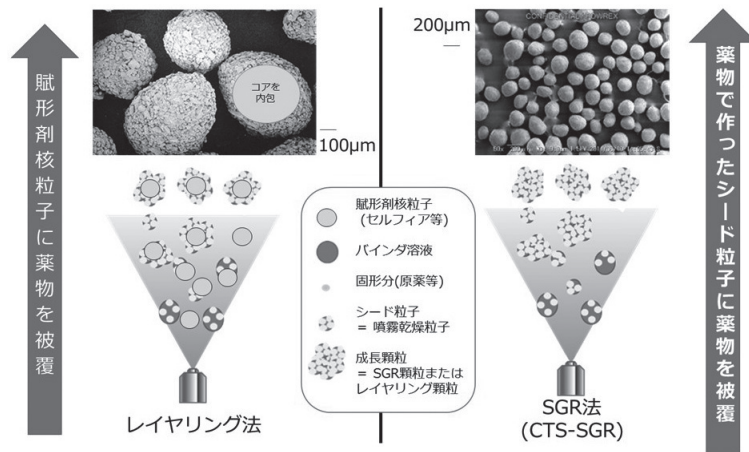 賦形剤核粒子に薬物を被覆
コアを
内包
100μm
レイヤリング法
賦形剤核粒子
(セルフィア等)
バインダ溶液
固形分(原薬等)
シード粒子
= 噴霧乾燥粒子
成長顆粒
= SGR顆粒または
レイヤリング顆粒
200μm
SGR法
(CTS-SGR)
薬物で作ったシード粒子に薬物を被覆